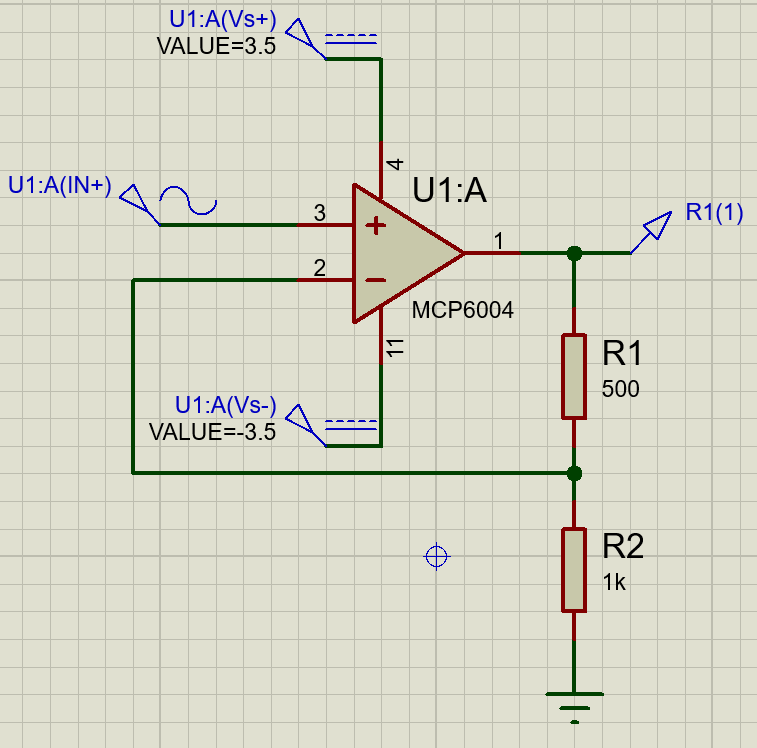 U1:A(Vs+)
VALUE=3.5
4
U1:A
U1:A(IN+)
3
+
1
R1(1)
2
−
MCP6004
11
R1
500
U1:A(Vs-)
VALUE=-3.5
R2
1k